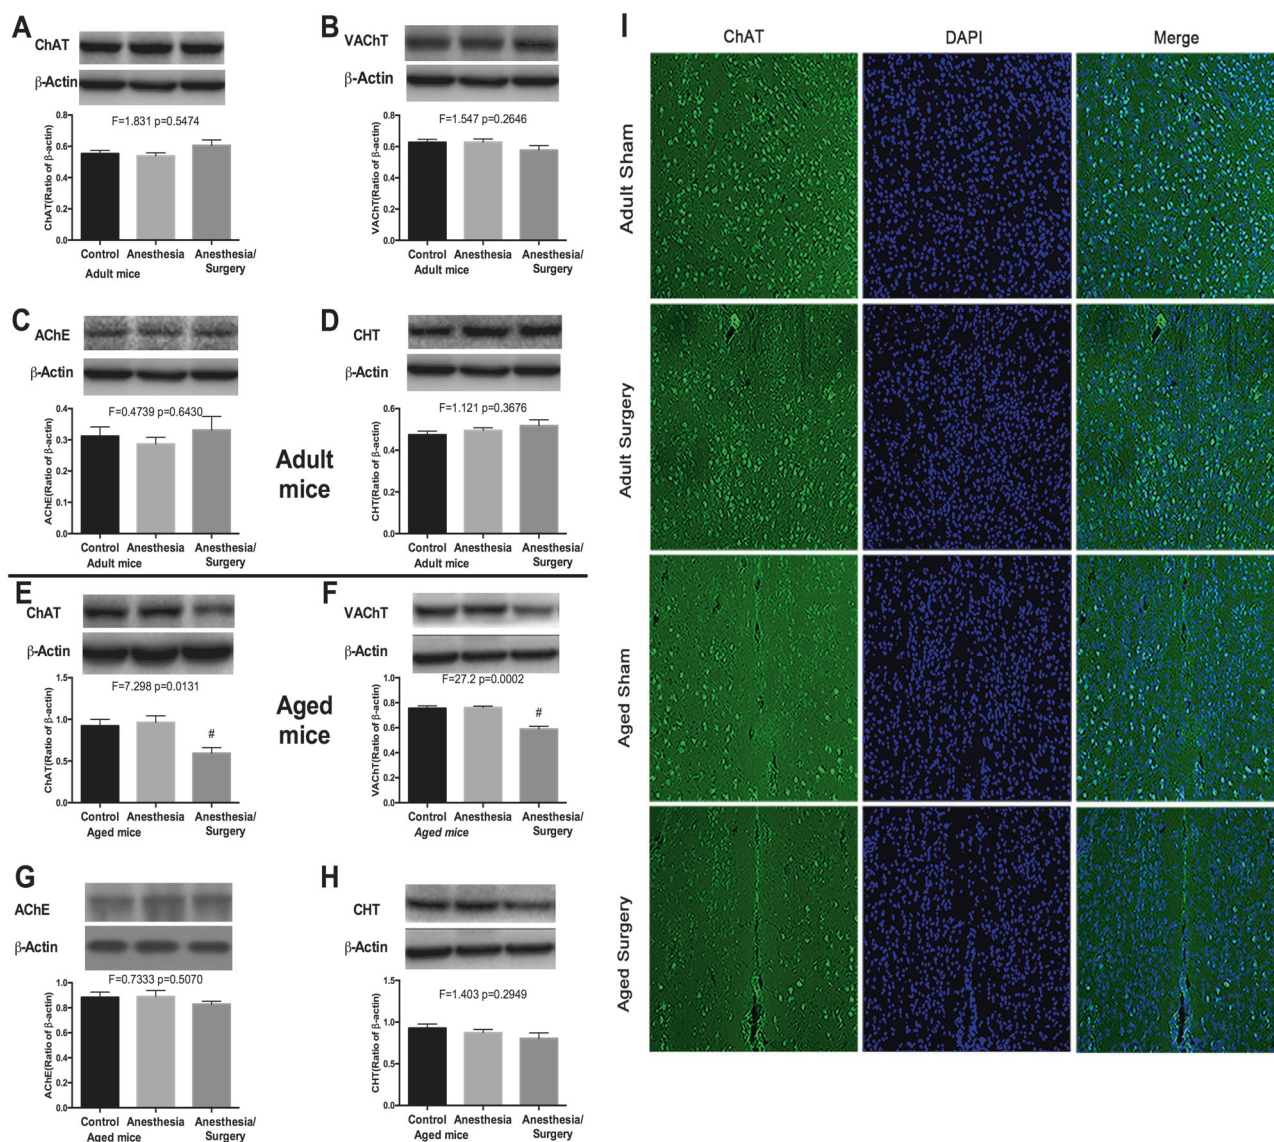 A
ChAT
β-Actin
F=1.831 p=0.5474
ChAT(Ratio of β-actin)
0.8
0.6
0.4
0.2
0.0
Control Anesthesia Anesthesia/
Surgery
Adult mice
B
VAChT
β-Actin
F=1.547 p=0.2646
VAChT(Ratio of β-actin)
0.8
0.6
0.4
0.2
0.0
Control Anesthesia Anesthesia/
Surgery
Adult mice
C
AChE
β-Actin
F=0.4739 p=0.6430
AChE(Ratio of β-actin)
0.4
0.3
0.2
0.1
0.0
Control Anesthesia Anesthesia/
Adult mice Surgery
D
CHT
β-Actin
F=1.121 p=0.3676
CHT(Ratio of β-actin)
0.6
0.4
0.2
0.0
Control Anesthesia Anesthesia/
Adult mice Surgery
Adult
mice
E
ChAT
β-Actin
F=7.298 p=0.0131
ChAT(Ratio of β-actin)
1.5
1.0
0.5
0.0
#
Control Anesthesia Anesthesia/
Aged mice Surgery
F
VAChT
β-Actin
F=27.2 p=0.0002
VAChT(Ratio of β-actin)
1.0
0.8
0.6
0.4
0.2
0.0
#
Control Anesthesia Anesthesia/
Aged mice Surgery
Aged
mice
G
AChE
β-Actin
F=0.7333 p=0.5070
AChE(Ratio of β-actin)
1.0
0.8
0.6
0.4
0.2
0.0
Control Anesthesia Anesthesia/
Aged mice Surgery
H
CHT
β-Actin
F=1.403 p=0.2949
CHT(Ratio of β-actin)
1.5
1.0
0.5
0.0
Control Anesthesia Anesthesia/
Aged mice Surgery
I
ChAT DAPI Merge
Adult Sham
Adult Surgery
Aged Sham
Aged Surgery